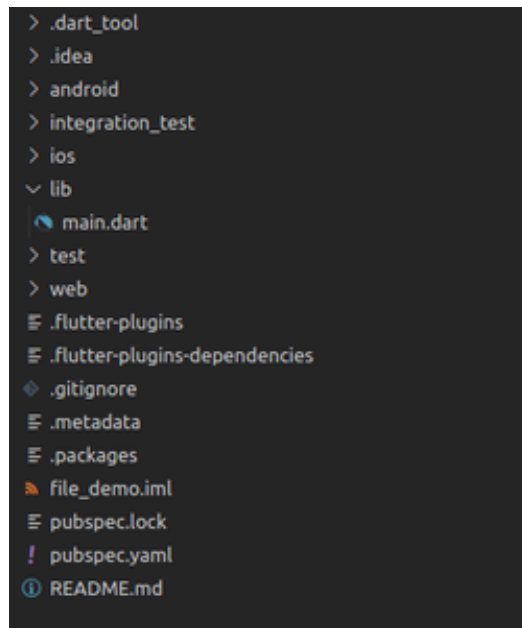 .dart_tool
.idea
android
integration_test
ios
lib
main.dart
test
web
.flutter-plugins
.flutter-plugins-dependencies
.gitignore
.metadata
.packages
file_demo.iml
pubspec.lock
pubspec.yaml
README.md